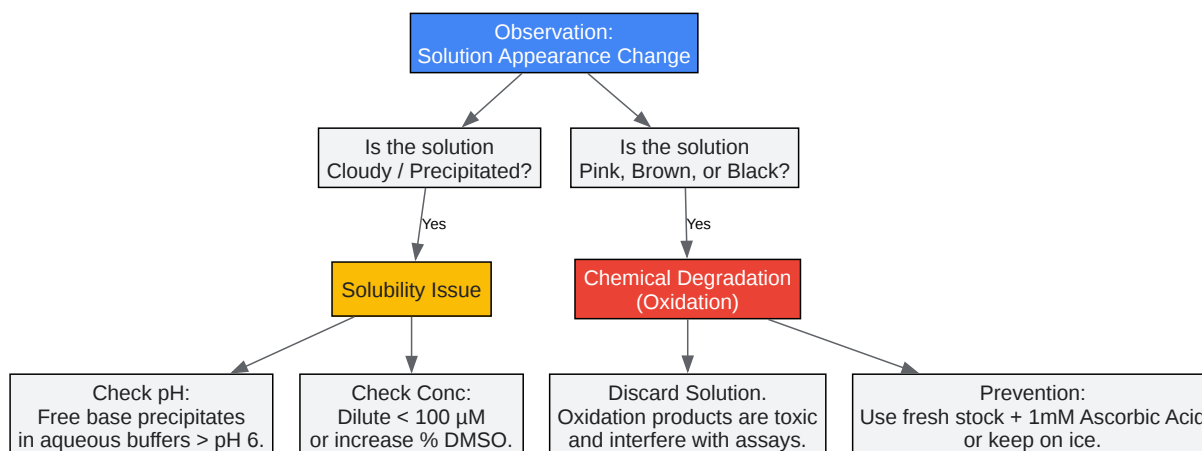 Observation:
Solution Appearance Change
Is the solution
Cloudy / Precipitated?
Is the solution
Pink, Brown, or Black?
Yes
Yes
Solubility Issue
Chemical Degradation
(Oxidation)
Check pH:
Free base precipitates
in aqueous buffers > pH 6.
Check Conc:
Dilute < 100 µM
or increase % DMSO.
Discard Solution.
Oxidation products are toxic
and interfere with assays.
Prevention:
Use fresh stock + 1mM Ascorbic Acid
or keep on ice.